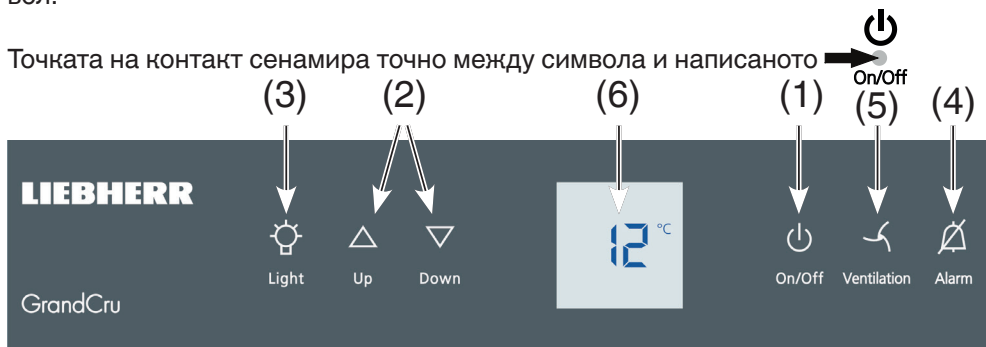 вол.
Точката на контакт сенамира точно между символа и написаното
On/Off
(3) (2) (6) (1) (5) (4)
LIEBHERR
12 °C
Light Up Down On/Off Ventilation Alarm
GrandCru